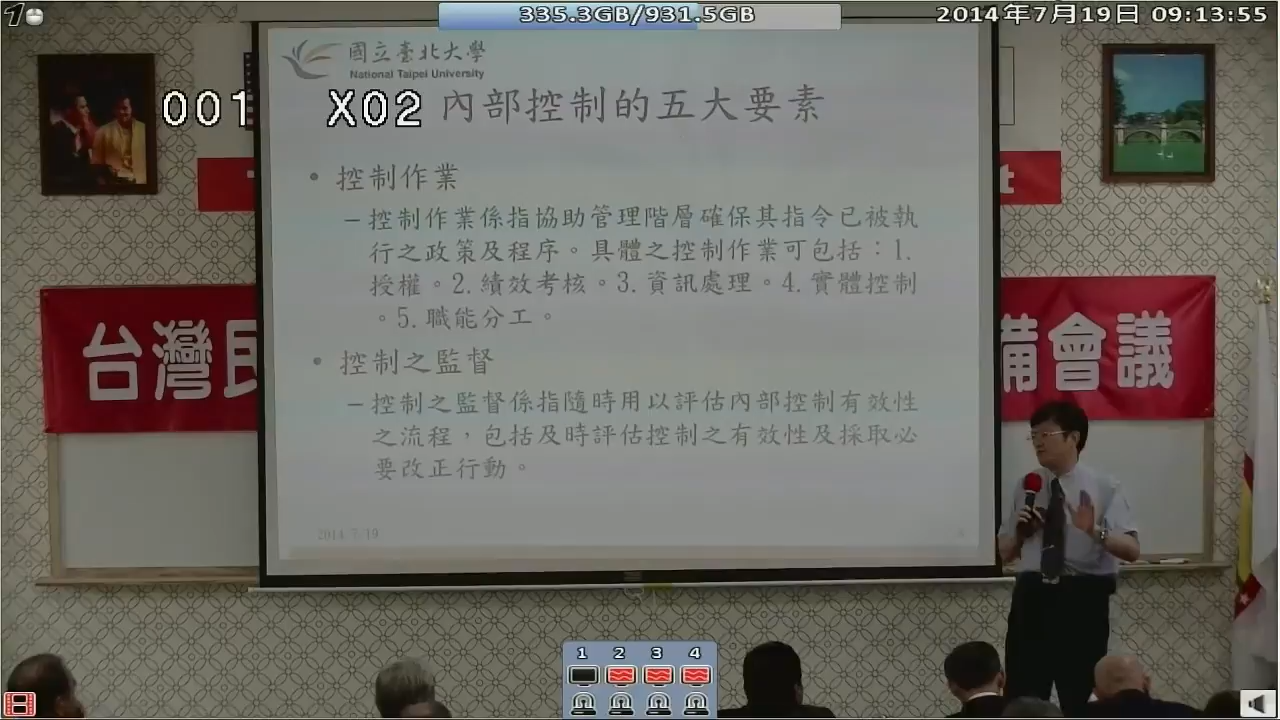 335.3GB/931.5GB
2014年7月19日 09:13:55
國立臺北大學
National Taipei University
001
X02
內部控制的五大要素
• 控制作業
–控制作業係指協助管理階層確保其指令已被執
行之政策及程序。具體之控制作業可包括：1.
授權。2.績效考核。3.資訊處理。4.實體控制
。5.職能分工。
• 控制之監督
–控制之監督係指隨時用以評估內部控制有效性
之流程，包括及時評估控制之有效性及採取必
要改正行動。
2014/7/19
t
台灣民
備會議
1 2 3 4